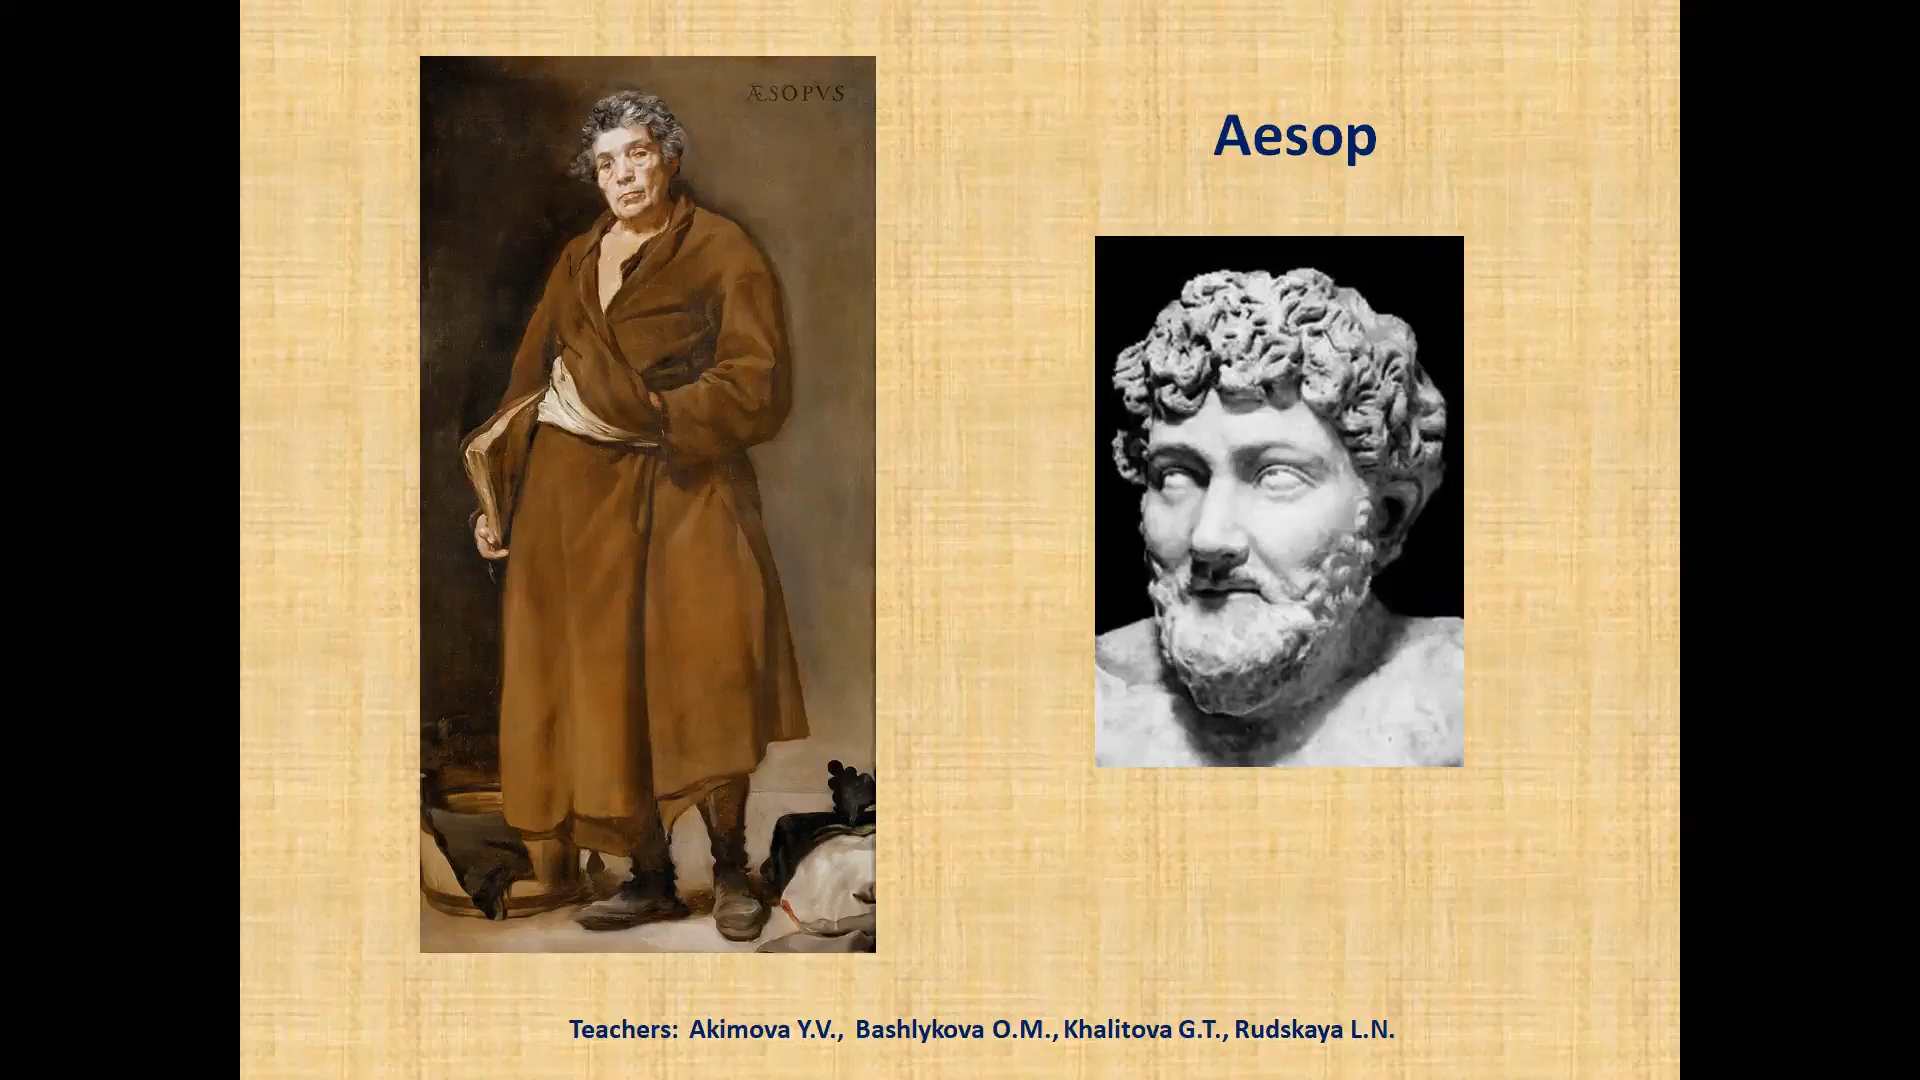 ÆSOPVS
Aesop
Teachers: Akimova Y.V., Bashlykova O.M., Khalitova G.T., Rudskaya L.N.